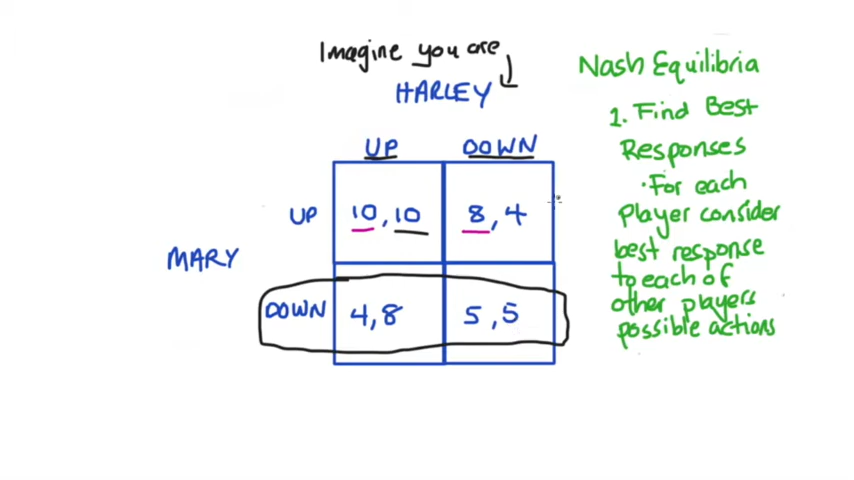 Imagine you are
HARLEY
UP DOWN
UP 10, 10 8, 4
MARY
DOWN 4, 8 5, 5
Nash Equilibria
1. Find Best
Responses
• For each
Player consider
best response
to each of
other players
possible actions